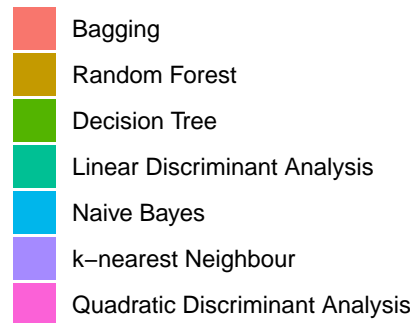 Bagging
Random Forest
Decision Tree
Linear Discriminant Analysis
Naive Bayes
k−nearest Neighbour
Quadratic Discriminant Analysis